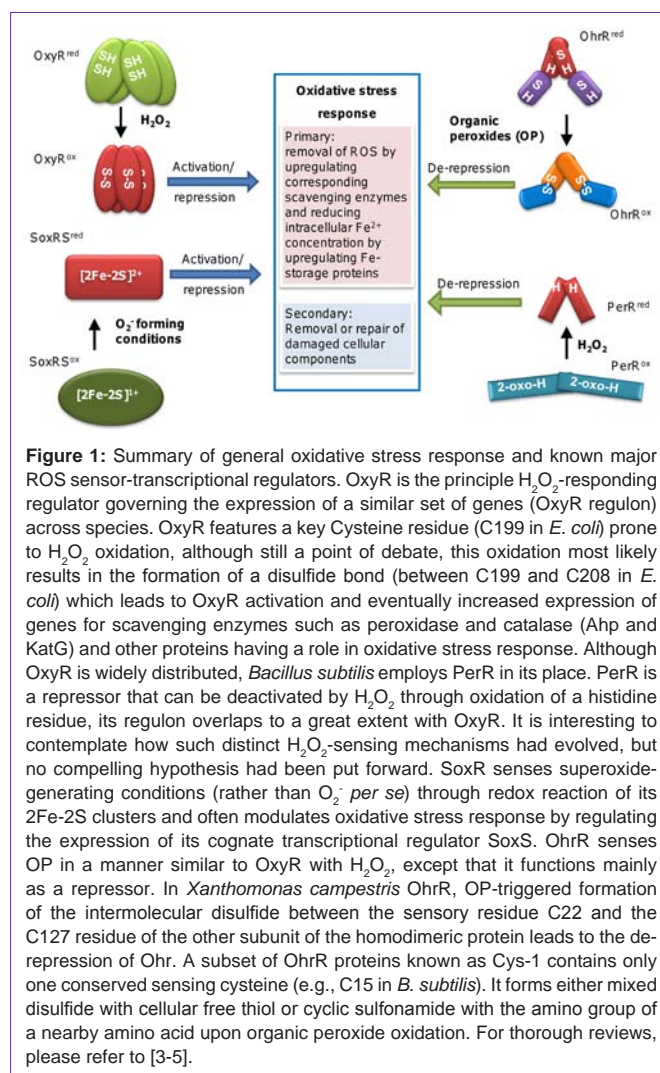 OxyR^red
SH
SH
SH
SH
H₂O₂
OxyR^ox
S-S
S-S
Activation/
repression
SoxRS^red
[2Fe-2S]²⁺
Activation/
repression
O₂⁻ forming
conditions
SoxRS^ox
[2Fe-2S]¹⁺
Oxidative stress
response
Primary:
removal of ROS by
upregulating
corresponding
scavenging enzymes
and reducing
intracellular Fe²⁺
concentration by
upregulating Fe-
storage proteins
Secondary:
Removal or repair of
damaged cellular
components
OhrR^red
S
H H
S
H
S
H
Organic
peroxides (OP)
De-repression
SS
SS
OhrR^ox
De-repression
H H
PerR^red
H₂O₂
PerR^ox
2-oxo-H
2-oxo-H
Figure 1: Summary of general oxidative stress response and known major
ROS sensor-transcriptional regulators. OxyR is the principle H₂O₂-responding
regulator governing the expression of a similar set of genes (OxyR regulon)
across species. OxyR features a key Cysteine residue (C199 in E. coli) prone
to H₂O₂ oxidation, although still a point of debate, this oxidation most likely
results in the formation of a disulfide bond (between C199 and C208 in E.
coli) which leads to OxyR activation and eventually increased expression of
genes for scavenging enzymes such as peroxidase and catalase (Ahp and
KatG) and other proteins having a role in oxidative stress response. Although
OxyR is widely distributed, Bacillus subtilis employs PerR in its place. PerR is
a repressor that can be deactivated by H₂O₂ through oxidation of a histidine
residue, its regulon overlaps to a great extent with OxyR. It is interesting to
contemplate how such distinct H₂O₂-sensing mechanisms had evolved, but
no compelling hypothesis had been put forward. SoxR senses superoxide-
generating conditions (rather than O₂⁻ per se) through redox reaction of its
2Fe-2S clusters and often modulates oxidative stress response by regulating
the expression of its cognate transcriptional regulator SoxS. OhrR senses
OP in a manner similar to OxyR with H₂O₂, except that it functions mainly
as a repressor. In Xanthomonas campestris OhrR, OP-triggered formation
of the intermolecular disulfide between the sensory residue C22 and the
C127 residue of the other subunit of the homodimeric protein leads to the de-
repression of Ohr. A subset of OhrR proteins known as Cys-1 contains only
one conserved sensing cysteine (e.g., C15 in B. subtilis). It forms either mixed
disulfide with cellular free thiol or cyclic sulfonamide with the amino group of
a nearby amino acid upon organic peroxide oxidation. For thorough reviews,
please refer to [3-5].